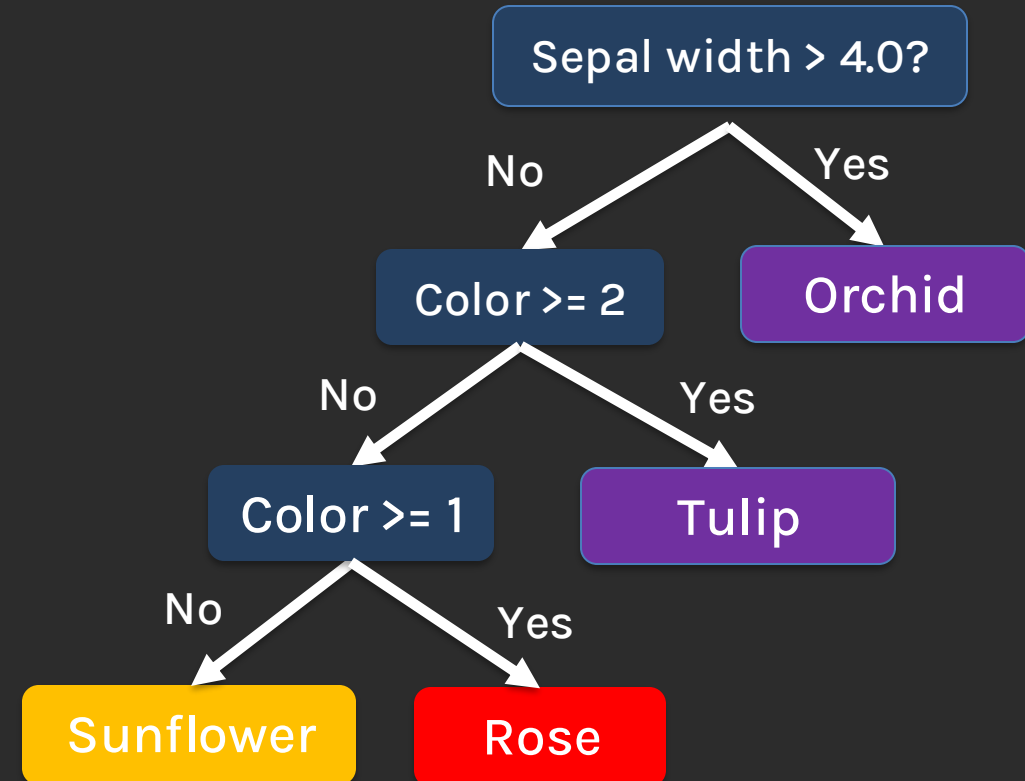 Sepal width > 4.0?
No
Yes
Color >= 2
Orchid
No
Yes
Color >= 1
Tulip
No
Yes
Sunflower
Rose